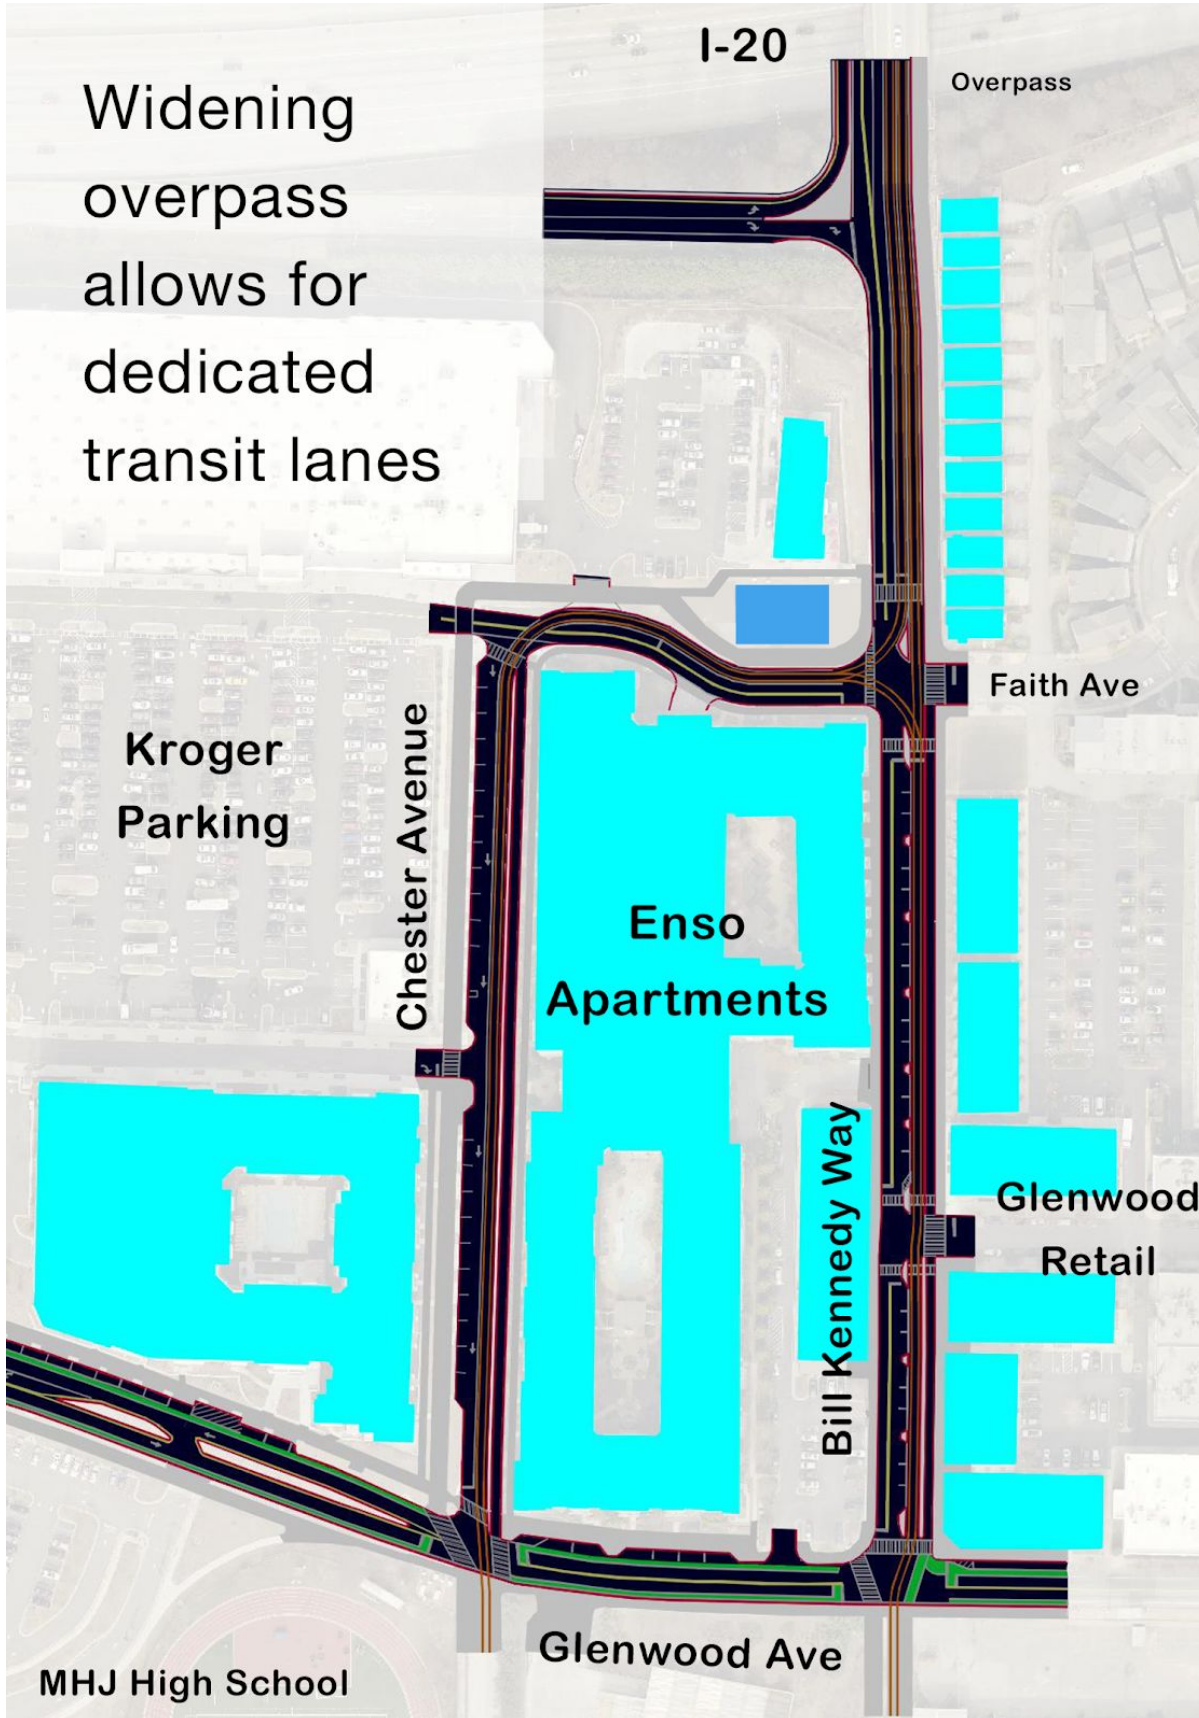 I-20
Overpass
Widening
overpass
allows for
dedicated
transit lanes
Faith Ave
Kroger
Parking
Chester Avenue
Enso
Apartments
Bill Kennedy Way
Glenwood
Retail
Glenwood Ave
MHJ High School